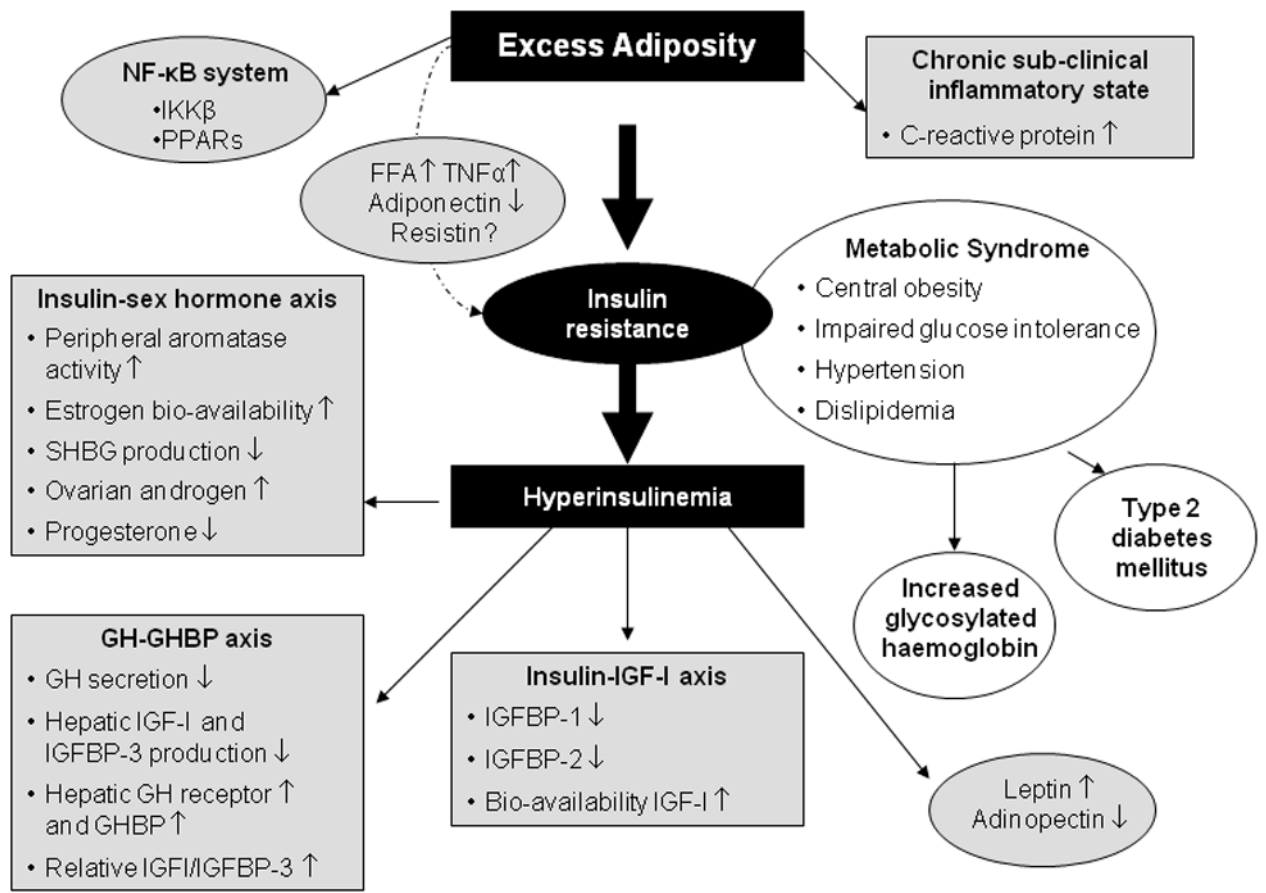 Excess Adiposity
NF-κB system
•IKKβ
•PPARs
Chronic sub-clinical
inflammatory state
• C-reactive protein ↑
FFA↑ TNFα↑
Adiponectin ↓
Resistin?
Metabolic Syndrome
• Central obesity
• Impaired glucose intolerance
• Hypertension
• Dislipidemia
Insulin
resistance
Insulin-sex hormone axis
• Peripheral aromatase
activity ↑
• Estrogen bio-availability ↑
• SHBG production ↓
• Ovarian androgen ↑
• Progesterone ↓
Hyperinsulinemia
Type 2
diabetes
mellitus
Increased
glycosylated
haemoglobin
GH-GHBP axis
• GH secretion ↓
• Hepatic IGF-I and
IGFBP-3 production ↓
• Hepatic GH receptor ↑
and GHBP ↑
• Relative IGFI/IGFBP-3 ↑
Insulin-IGF-I axis
• IGFBP-1 ↓
• IGFBP-2 ↓
• Bio-availability IGF-I ↑
Leptin ↑
Adinopectin ↓